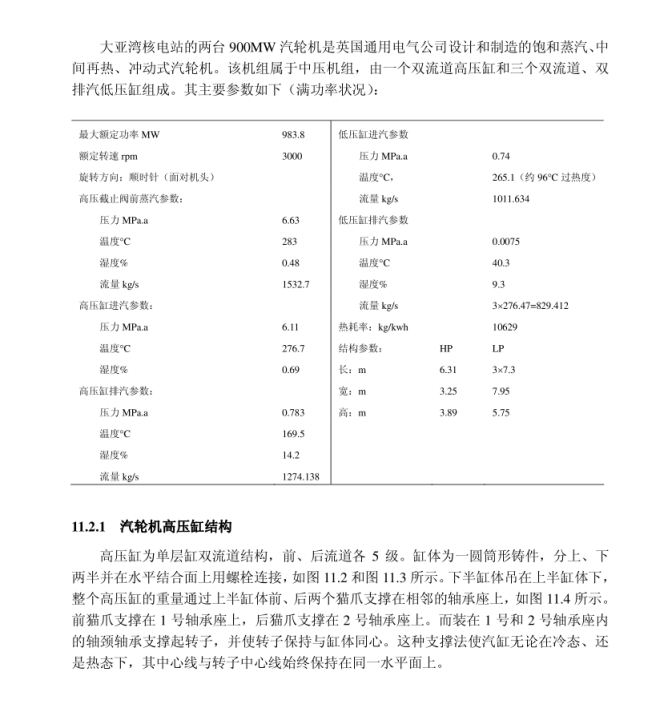 大亚湾核电站的两台 900MW 汽轮机是英国通用电气公司设计和制造的饱和蒸汽、中
间再热、冲动式汽轮机。该机组属于中压机组，由一个双流道高压缸和三个双流道、双
排汽低压缸组成。其主要参数如下（满功率状况）：
最大额定功率 MW 983.8 低压缸进汽参数
额定转速 rpm 3000 压力 MPa.a 0.74
旋转方向：顺时针（面对机头） 温度°C， 265.1（约 96°C 过热度）
高压截止阀前蒸汽参数： 流量 kg/s 1011.634
压力 MPa.a 6.63 低压缸排汽参数
温度°C 283 压力 MPa.a 0.0075
湿度% 0.48 温度°C 40.3
流量 kg/s 1532.7 湿度% 9.3
高压缸进汽参数： 流量 kg/s 3×276.47=829.412
压力 MPa.a 6.11 热耗率：kg/kwh 10629
温度°C 276.7 结构参数： HP LP
湿度% 0.69 长：m 6.31 3×7.3
高压缸排汽参数： 宽：m 3.25 7.95
压力 MPa.a 0.783 高：m 3.89 5.75
温度°C 169.5
湿度% 14.2
流量 kg/s 1274.138
11.2.1 汽轮机高压缸结构
高压缸为单层缸双流道结构，前、后流道各 5 级。缸体为一圆筒形铸件，分上、下
两半并在水平结合面上用螺栓连接，如图 11.2 和图 11.3 所示。下半缸体吊在上半缸体下，
整个高压缸的重量通过上半缸体前、后两个猫爪支撑在相邻的轴承座上，如图 11.4 所示。
前猫爪支撑在 1 号轴承座上，后猫爪支撑在 2 号轴承座上。而装在 1 号和 2 号轴承座内
的轴颈轴承支撑起转子，并使转子保持与缸体同心。这种支撑法使汽缸无论在冷态、还
是热态下，其中心线与转子中心线始终保持在同一水平面上。